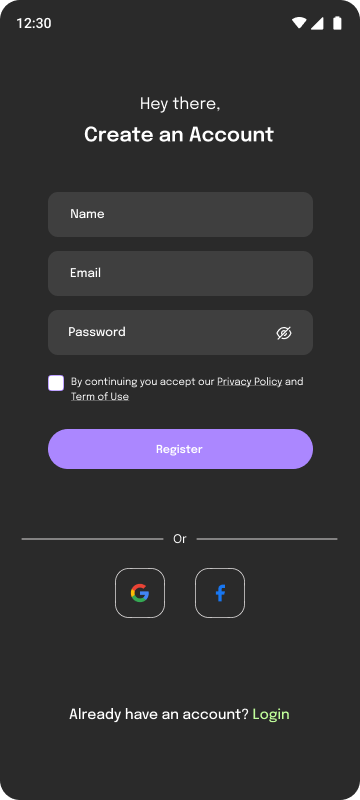 12:30
Hey there,
Create an Account
Name
Email
Password
By continuing you accept our Privacy Policy and
Term of Use
Register
Or
Already have an account? Login